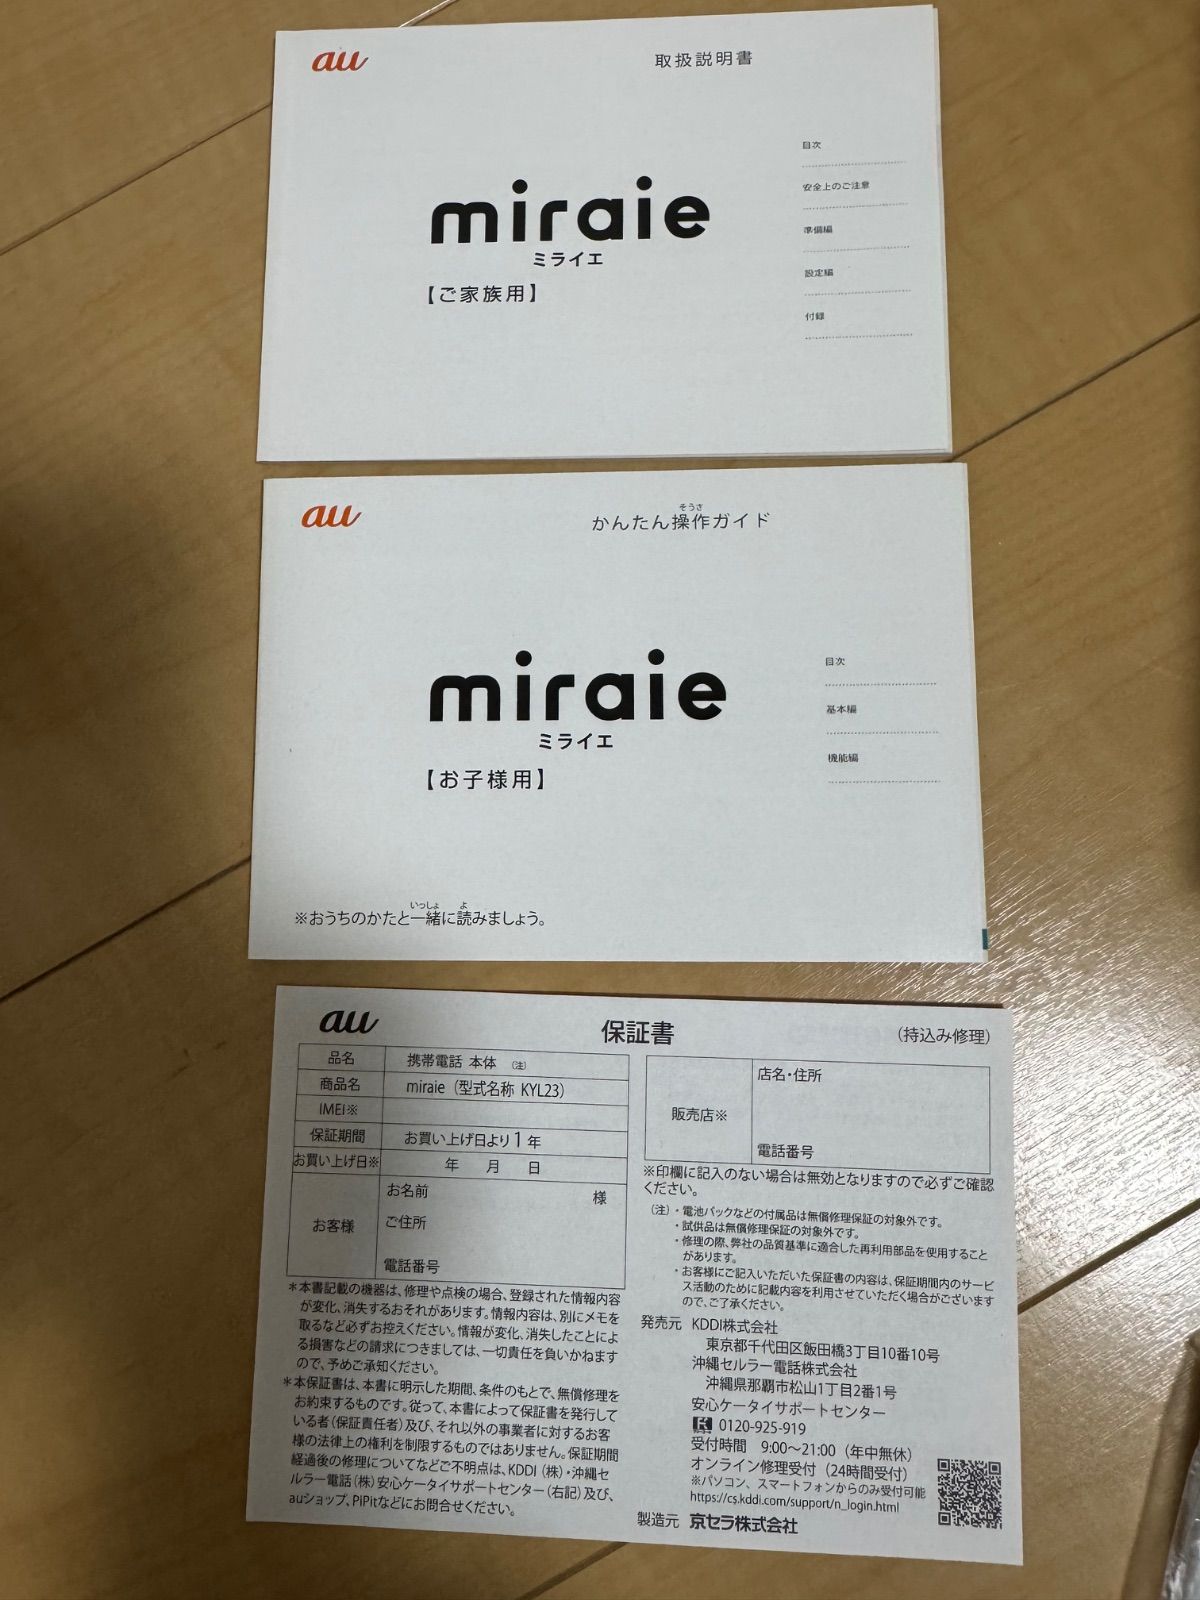 au
取扱説明書
miraie
ミライエ
【ご家族用】
目次
安全上のご注意
準備編
設定編
付録
au
かんたん操作ガイド
そうさ
miraie
ミライエ
【お子様用】
目次
基本編
機能編
いっしょ よ
※おうちのかたと一緒に読みましょう。
au
保証書
(持込み修理)
品名 携帯電話 本体 (注)
商品名 miraie (型式名称 KYL23)
IMEI※
保証期間 お買い上げ日より1年
お買い上げ日※ 年 月 日
お客様
お名前 様
ご住所
電話番号
*本書記載の機器は、修理や点検の場合、登録された情報内容
が変化、消失するおそれがあります。情報内容は、別にメモを
取るなど必ずお控えください。情報が変化、消失したことによ
る損害などの請求につきましては、一切責任を負いかねます
ので、予めご承知ください。
*本保証書は、本書に明示した期間、条件のもとで、無償修理を
お約束するものです。従って、本書によって保証書を発行して
いる者(保証責任者)及び、それ以外の事業者に対するお客
様の法律上の権利を制限するものではありません。保証期間
経過後の修理についてなどご不明点は、KDDI(株)・沖縄セ
ルラー電話(株)安心ケータイサポートセンター(右記)及び、
auショップ、PiPitなどにお問合せください。
販売店※
店名・住所
電話番号
※印欄に記入のない場合は無効となりますので必ずご確認
ください。
(注)・電池パックなどの付属品は無償修理保証の対象外です。
・試供品は無償修理保証の対象外です。
・修理の際、弊社の品質基準に適合した再利用部品を使用すること
があります。
・お客様にご記入いただいた保証書の内容は、保証期間内のサービ
ス活動のために記載内容を利用させていただく場合がございます
ので、ご了承ください。
発売元 KDDI株式会社
東京都千代田区飯田橋3丁目10番10号
沖縄セルラー電話株式会社
沖縄県那覇市松山1丁目2番1号
安心ケータイサポートセンター
0120-925-919
受付時間 9:00〜21:00(年中無休)
オンライン修理受付(24時間受付)
※パソコン、スマートフォンからのみ受付可能
https://cs.kddi.com/support/n_login.html
製造元 京セラ株式会社